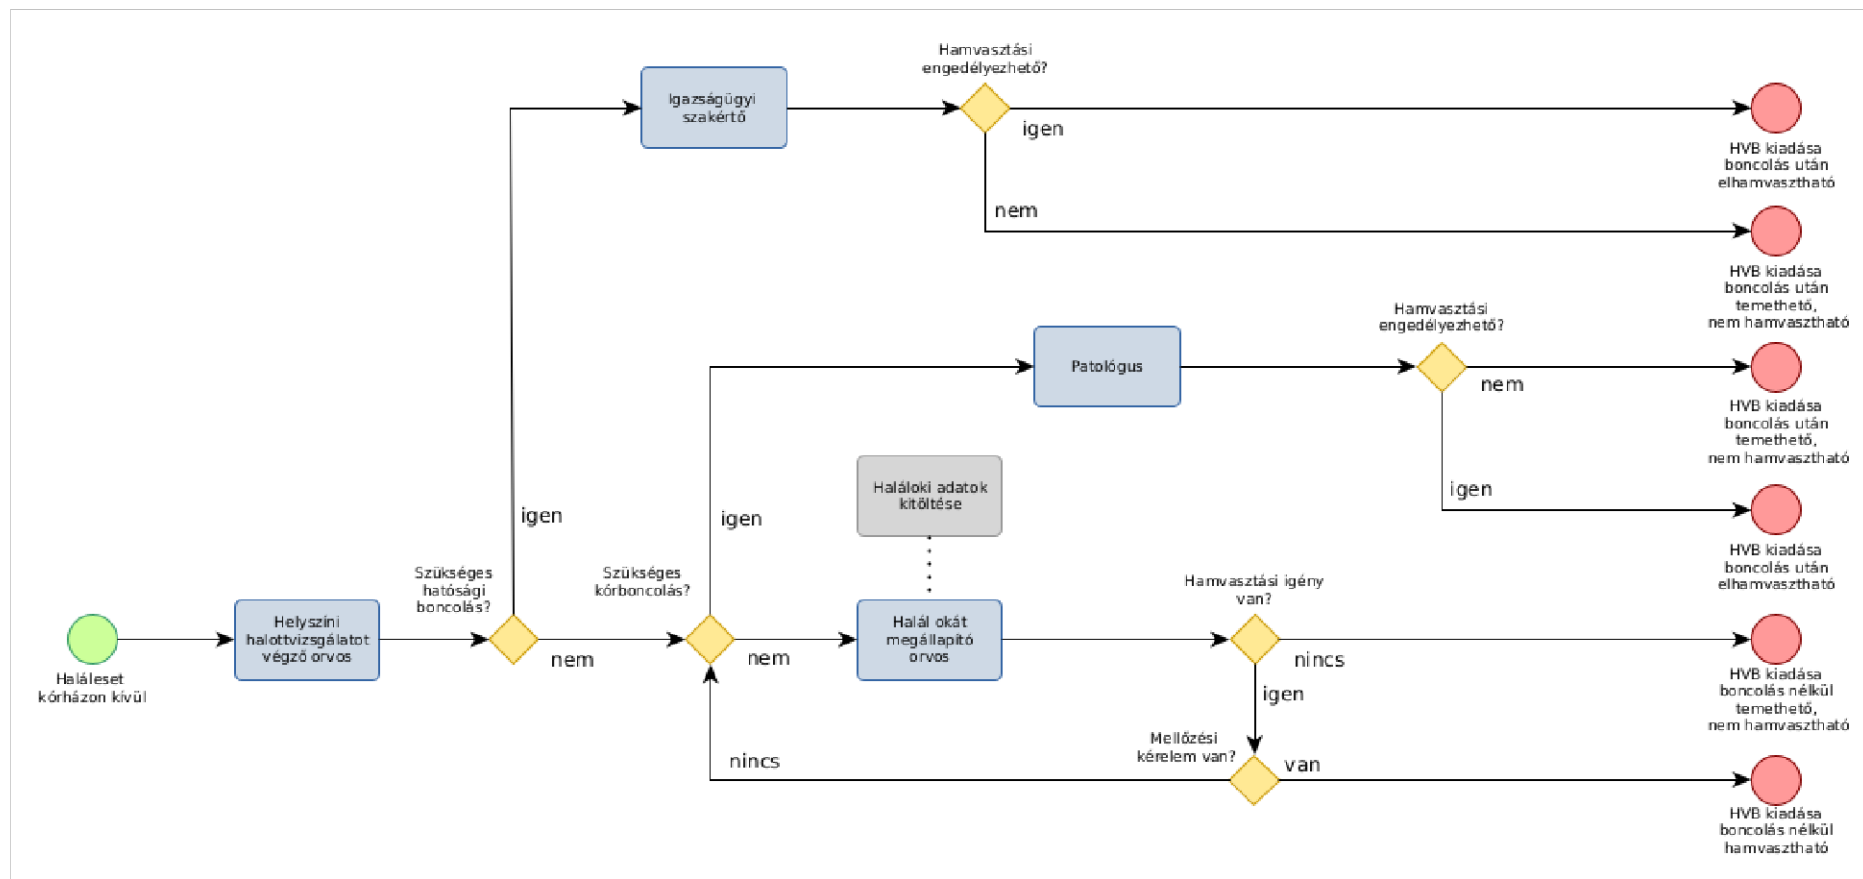 Hamvasztási
engedélyezhető?
Igazságügyi
szakértő
igen
HVB kiadása
boncolás után
elhamvasztható
nem
HVB kiadása
boncolás után
temethető,
nem hamvasztható
Hamvasztási
engedélyezhető?
Patológus
nem
HVB kiadása
boncolás után
temethető,
nem hamvasztható
Haláloki adatok
kitöltése
igen
igen
igen
HVB kiadása
boncolás után
elhamvasztható
Szükséges
hatósági
boncolás?
Szükséges
kórboncolás?
Hamvasztási igény
van?
Haláleset
kórházon kívül
Helyszíni
halottvizsgálatot
végző orvos
nem
nem
Halál okát
megállapító
orvos
nincs
HVB kiadása
boncolás nélkül
temethető,
nem hamvasztható
igen
Mellőzési
kérelem van?
nincs
van
HVB kiadása
boncolás nélkül
hamvasztható